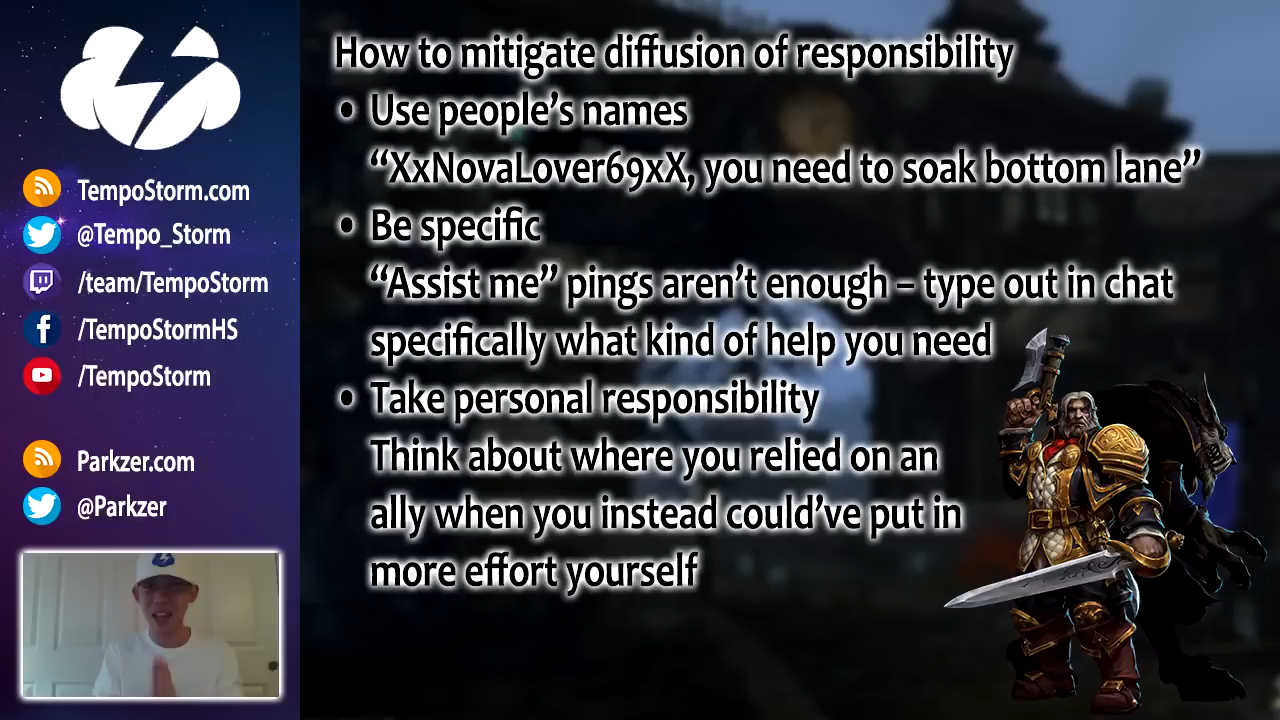 TempoStorm.com
@Tempo_Storm
/team/TempoStorm
/TempoStormHS
/TempoStorm
Parkzer.com
@Parkzer
How to mitigate diffusion of responsibility
• Use people’s names
“XxNovaLover69xX, you need to soak bottom lane”
• Be specific
“Assist me” pings aren’t enough – type out in chat
specifically what kind of help you need
• Take personal responsibility
Think about where you relied on an
ally when you instead could’ve put in
more effort yourself